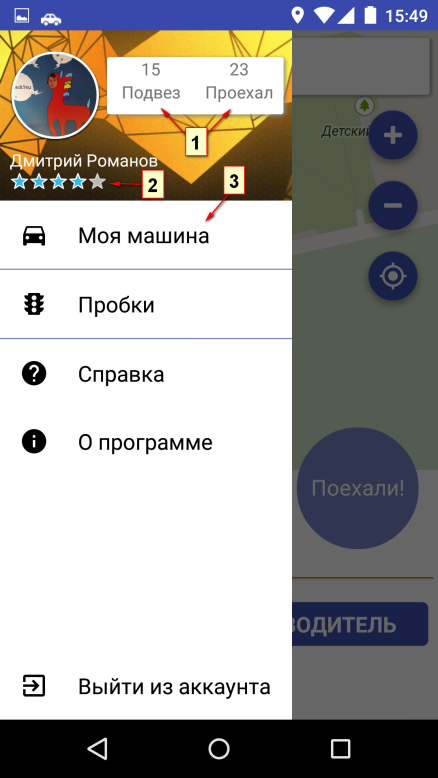 15:49
15 23
Подвез Проехал
1
Дмитрий Романов
2
3
Детский
Моя машина
Пробки
Справка
О программе
Поехали!
ВОДИТЕЛЬ
Выйти из аккаунта